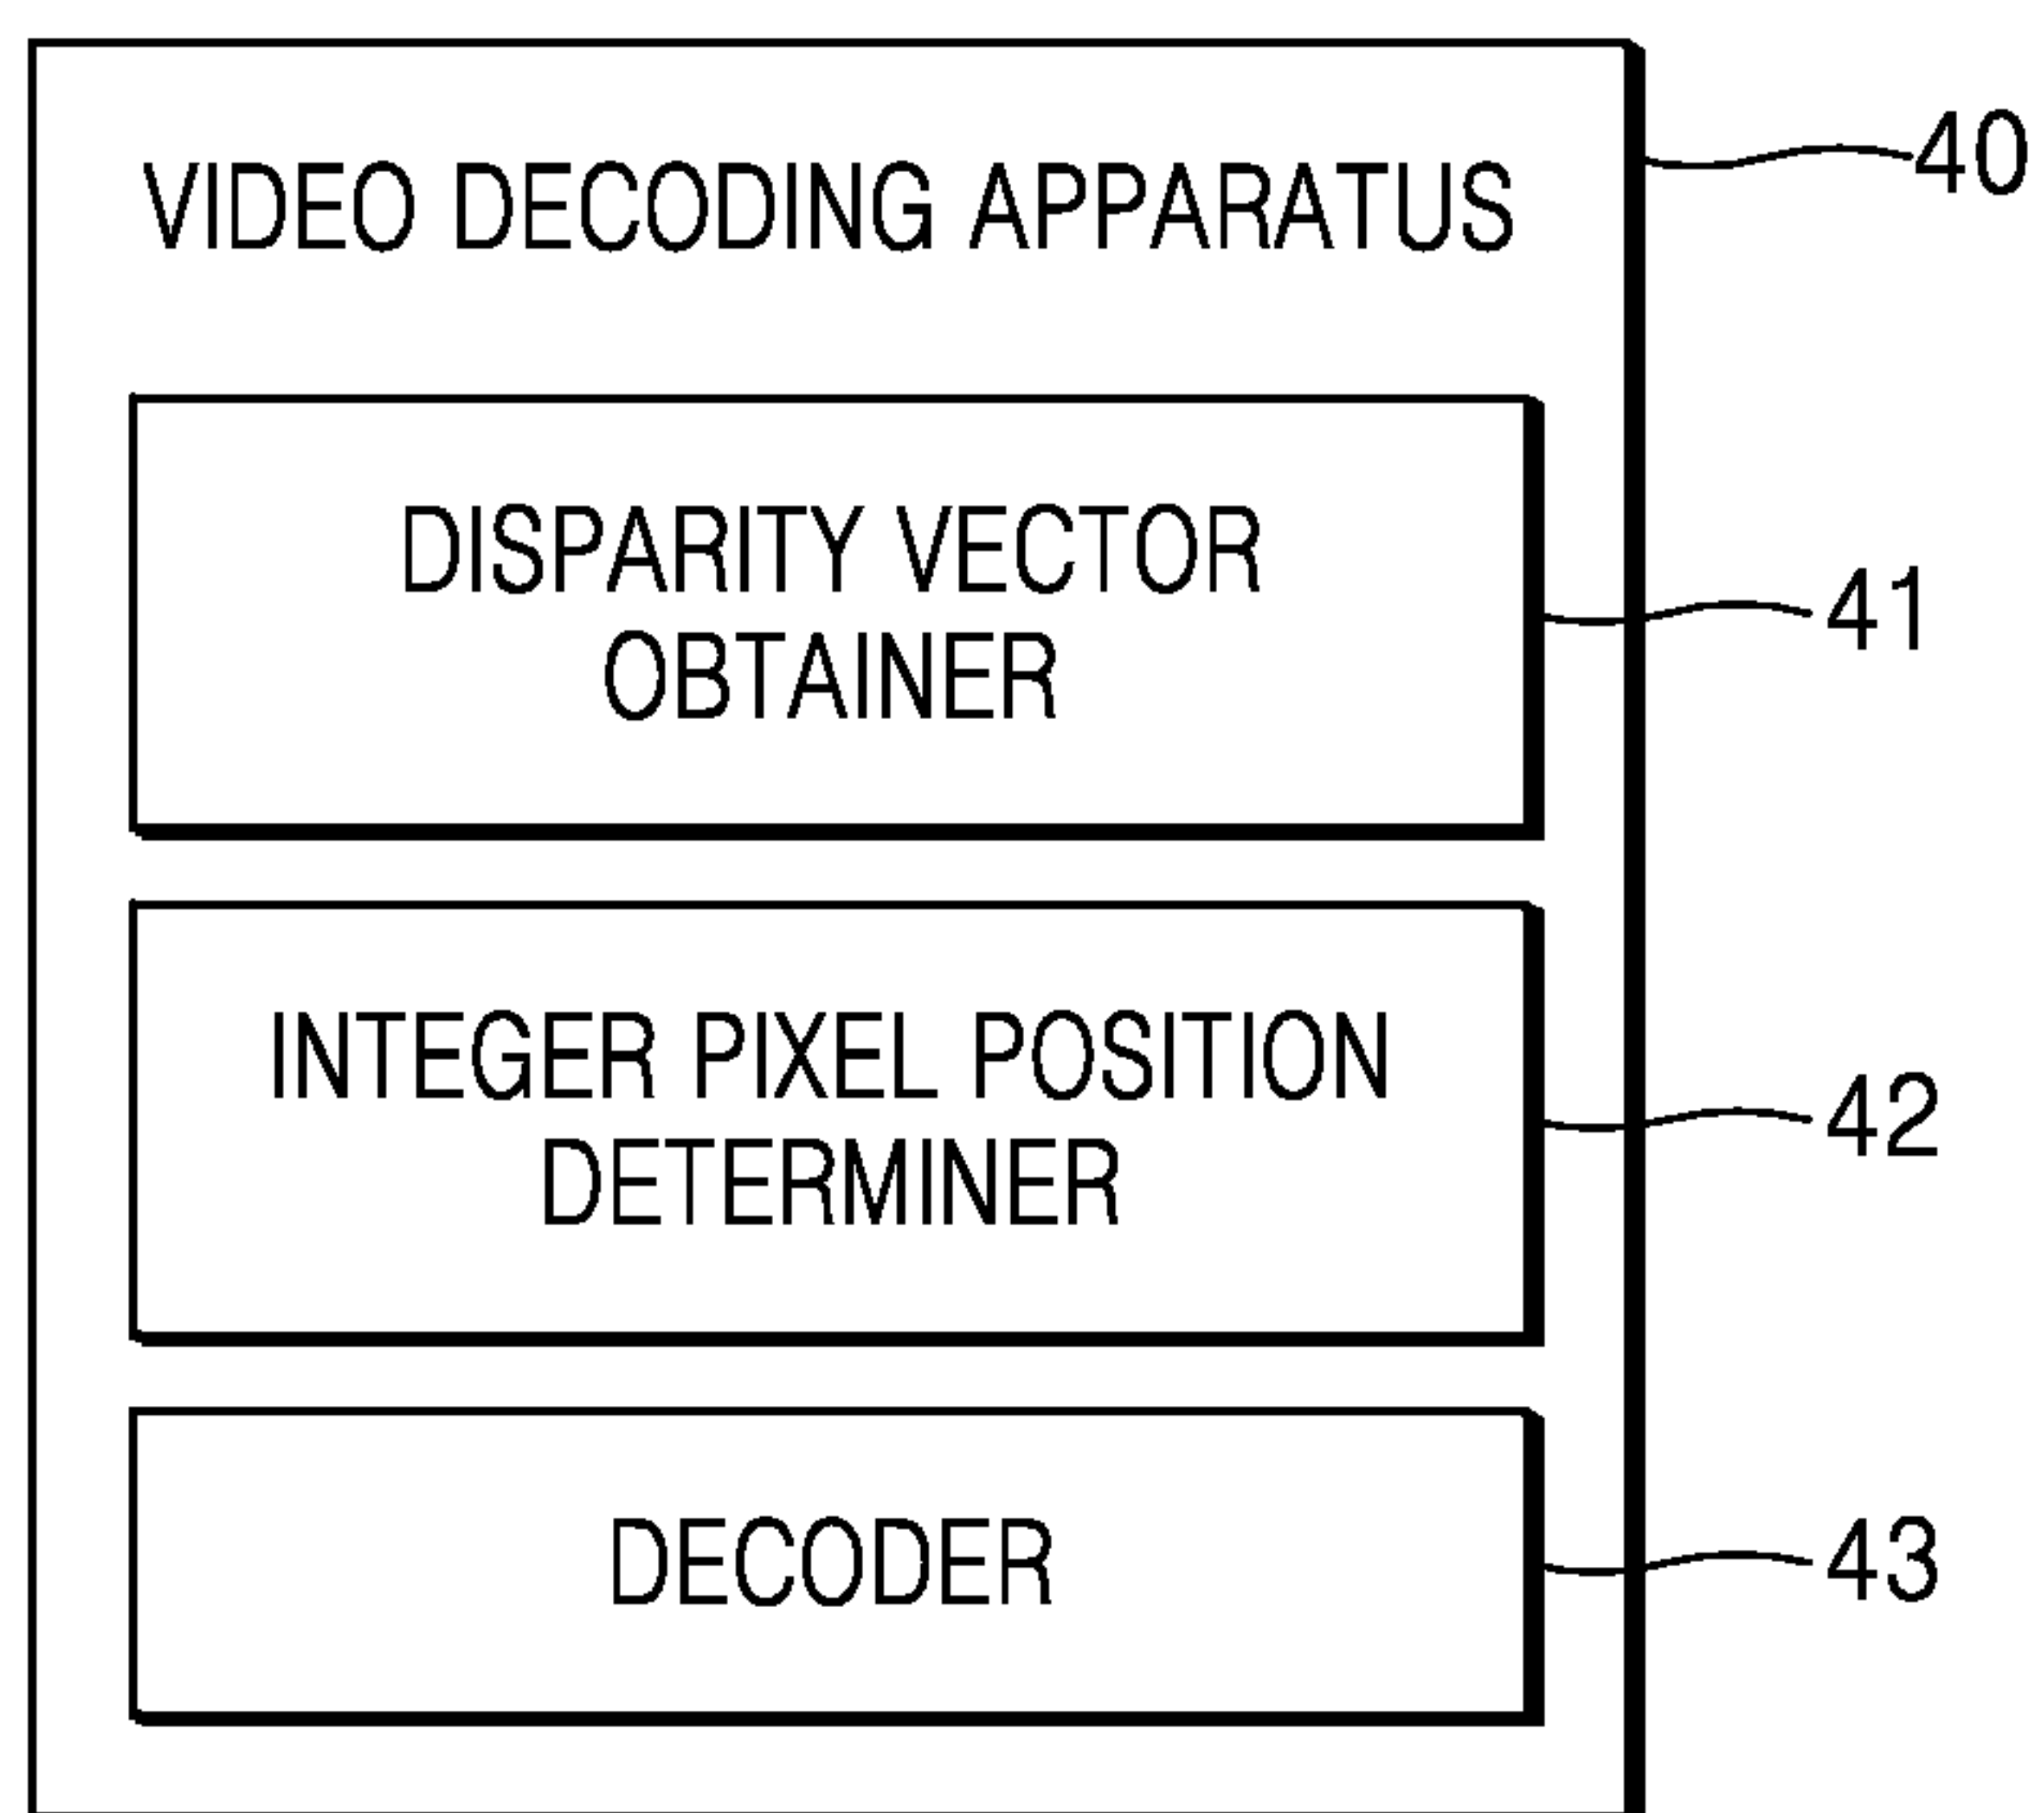 VIDEO DECODING APPARATUS
40
DISPARITY VECTOR
OBTAINER
41
INTEGER PIXEL POSITION
DETERMINER
42
DECODER
43